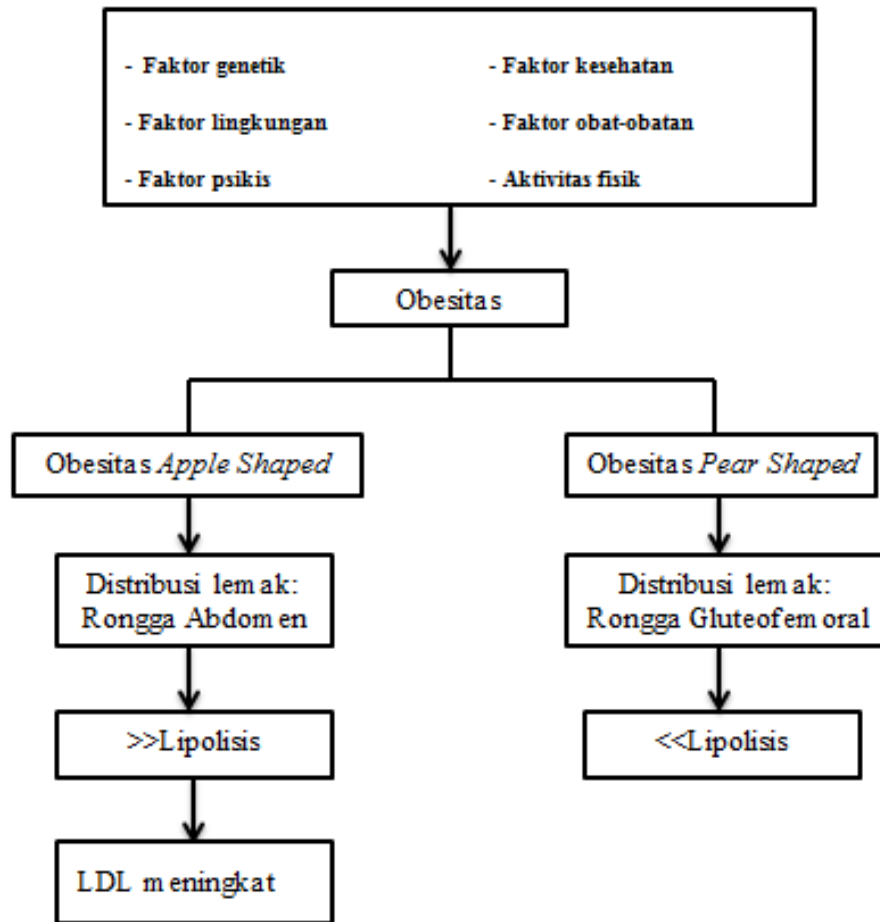 - Faktor genetik
- Faktor kesehatan
- Faktor lingkungan
- Faktor obat-obatan
- Faktor psikis
- Aktivitas fisik
Obesitas
Obesitas Apple Shaped
Obesitas Pear Shaped
Distribusi lemak:
Rongga Abdomen
Distribusi lemak:
Rongga Gluteofemoral
>>Lipolisis
<<Lipolisis
LDL meningkat